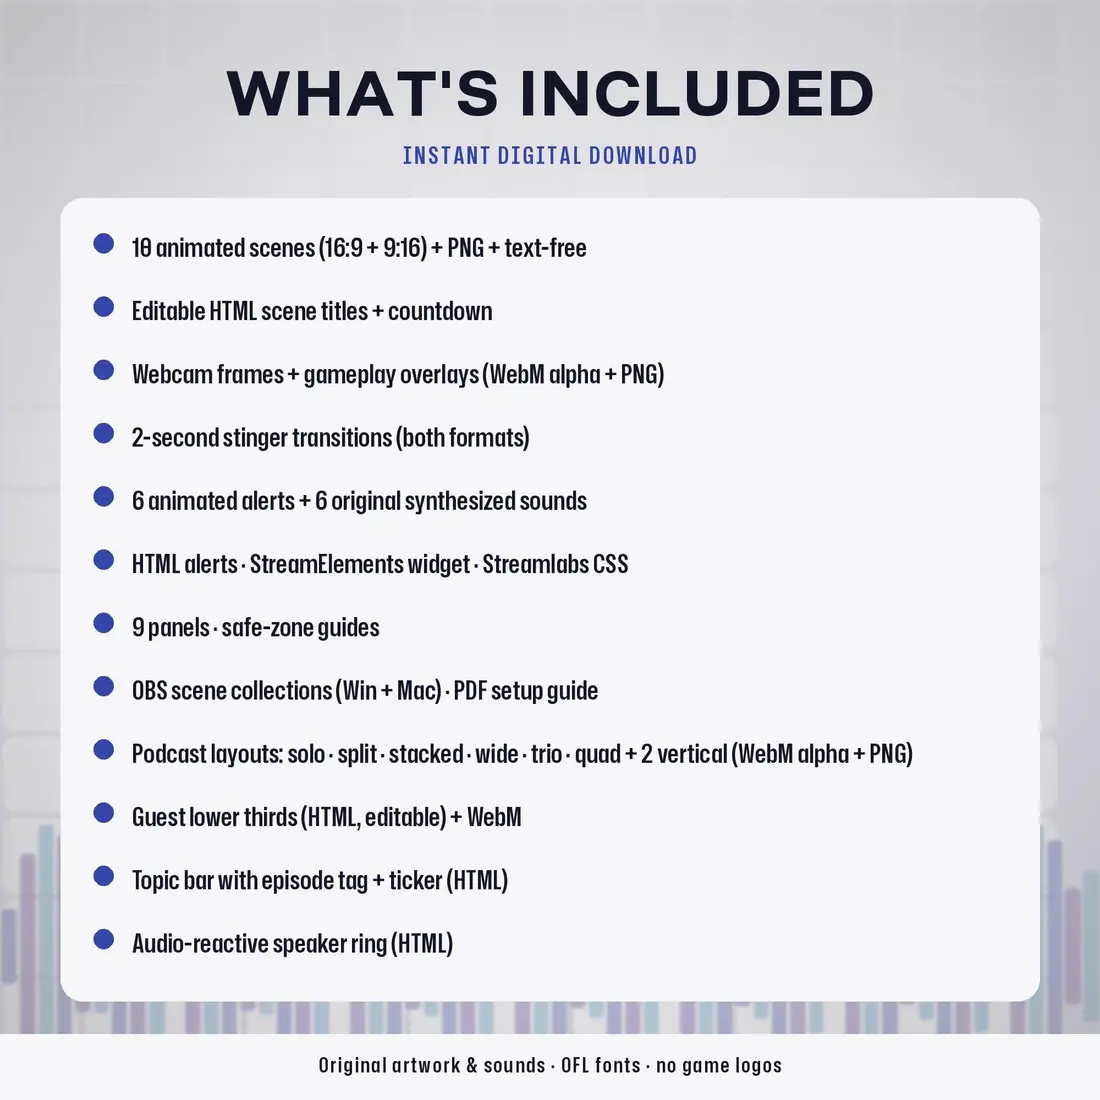 WHAT'S INCLUDED
INSTANT DIGITAL DOWNLOAD
10 animated scenes (16:9 + 9:16) + PNG + text-free
Editable HTML scene titles + countdown
Webcam frames + gameplay overlays (WebM alpha + PNG)
2-second stinger transitions (both formats)
6 animated alerts + 6 original synthesized sounds
HTML alerts · StreamElements widget · Streamlabs CSS
9 panels · safe-zone guides
OBS scene collections (Win + Mac) · PDF setup guide
Podcast layouts: solo · split · stacked · wide · trio · quad + 2 vertical (WebM alpha + PNG)
Guest lower thirds (HTML, editable) + WebM
Topic bar with episode tag + ticker (HTML)
Audio-reactive speaker ring (HTML)
Original artwork & sounds · OFL fonts · no game logos